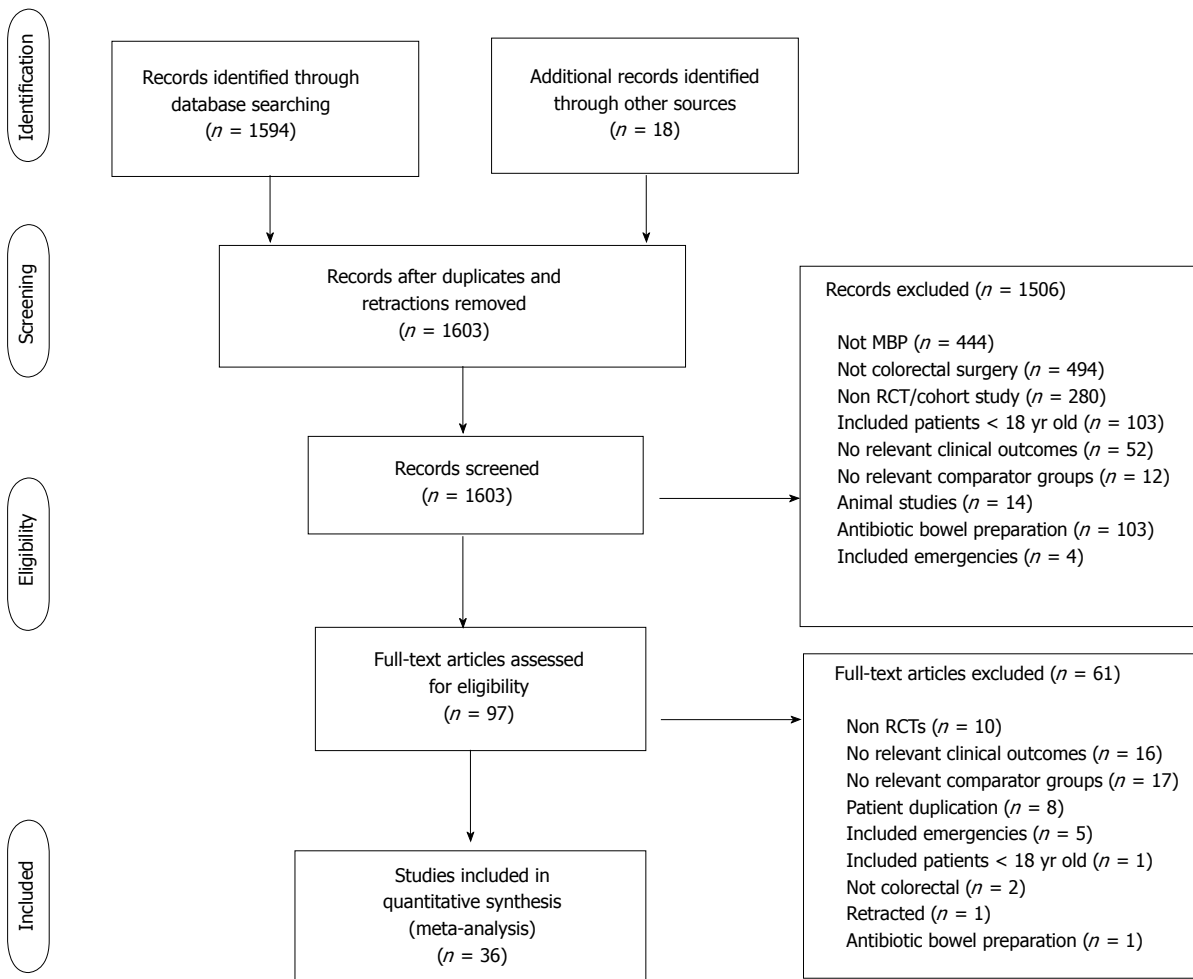 Identification
Records identified through
database searching
(n = 1594)
Additional records identified
through other sources
(n = 18)
Screening
Records after duplicates and
retractions removed
(n = 1603)
Records screened
(n = 1603)
Records excluded (n = 1506)
Not MBP (n = 444)
Not colorectal surgery (n = 494)
Non RCT/cohort study (n = 280)
Included patients < 18 yr old (n = 103)
No relevant clinical outcomes (n = 52)
No relevant comparator groups (n = 12)
Animal studies (n = 14)
Antibiotic bowel preparation (n = 103)
Included emergencies (n = 4)
Eligibility
Full-text articles assessed
for eligibility
(n = 97)
Full-text articles excluded (n = 61)
Non RCTs (n = 10)
No relevant clinical outcomes (n = 16)
No relevant comparator groups (n = 17)
Patient duplication (n = 8)
Included emergencies (n = 5)
Included patients < 18 yr old (n = 1)
Not colorectal (n = 2)
Retracted (n = 1)
Antibiotic bowel preparation (n = 1)
Included
Studies included in
quantitative synthesis
(meta-analysis)
(n = 36)